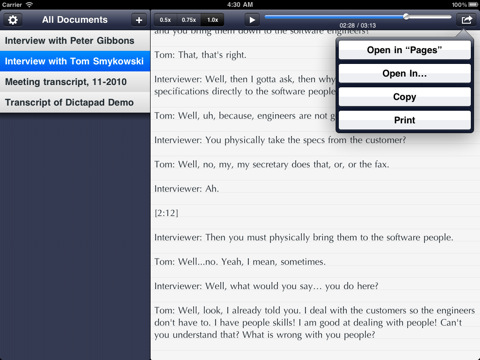 Carrier
4:30 AM
100%
All Documents
+
0.5x
0.75x
1.0x
02:28 / 03:13
Interview with Peter Gibbons
Interview with Tom Smykowski
Meeting transcript, 11-2010
Transcript of Dictapad Demo
Open in “Pages”
Open In...
Copy
Print
and you bring them down to the software engineers?
Tom: That, that's right.
Interviewer: Well, then I gotta ask, then why
specifications directly to the software people
Tom: Well, uh, because, engineers are not g
Interviewer: You physically take the specs from the customer?
Tom: Well, no, my, my secretary does that, or, or the fax.
Interviewer: Ah.
[2:12]
Interviewer: Then you must physically bring them to the software people.
Tom: Well...no. Yeah, I mean, sometimes.
Interviewer: Well, what would you say... you do here?
Tom: Well, look, I already told you. I deal with the customers so the engineers
don't have to. I have people skills! I am good at dealing with people! Can't
you understand that? What is wrong with you people?